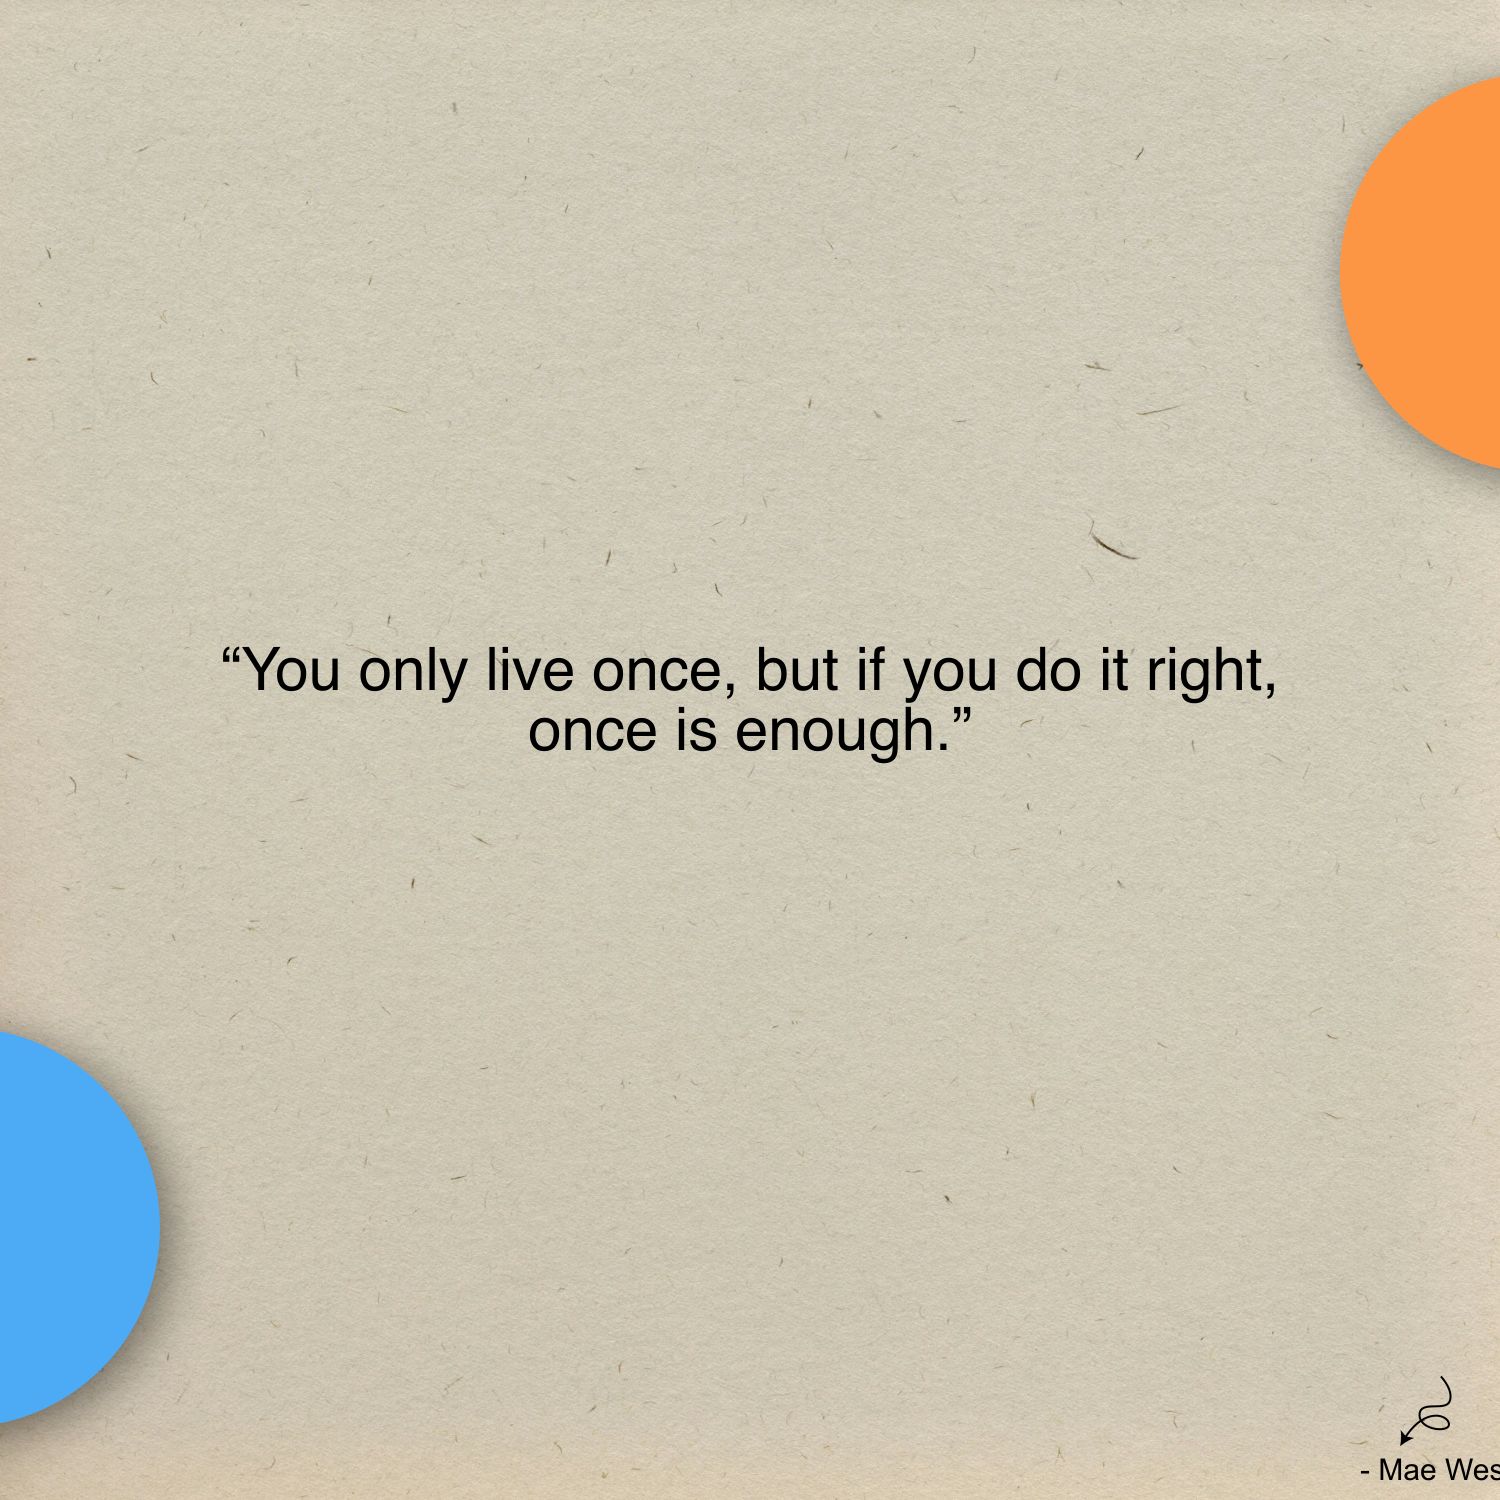 “You only live once, but if you do it right,
once is enough.”
- Mae Wes